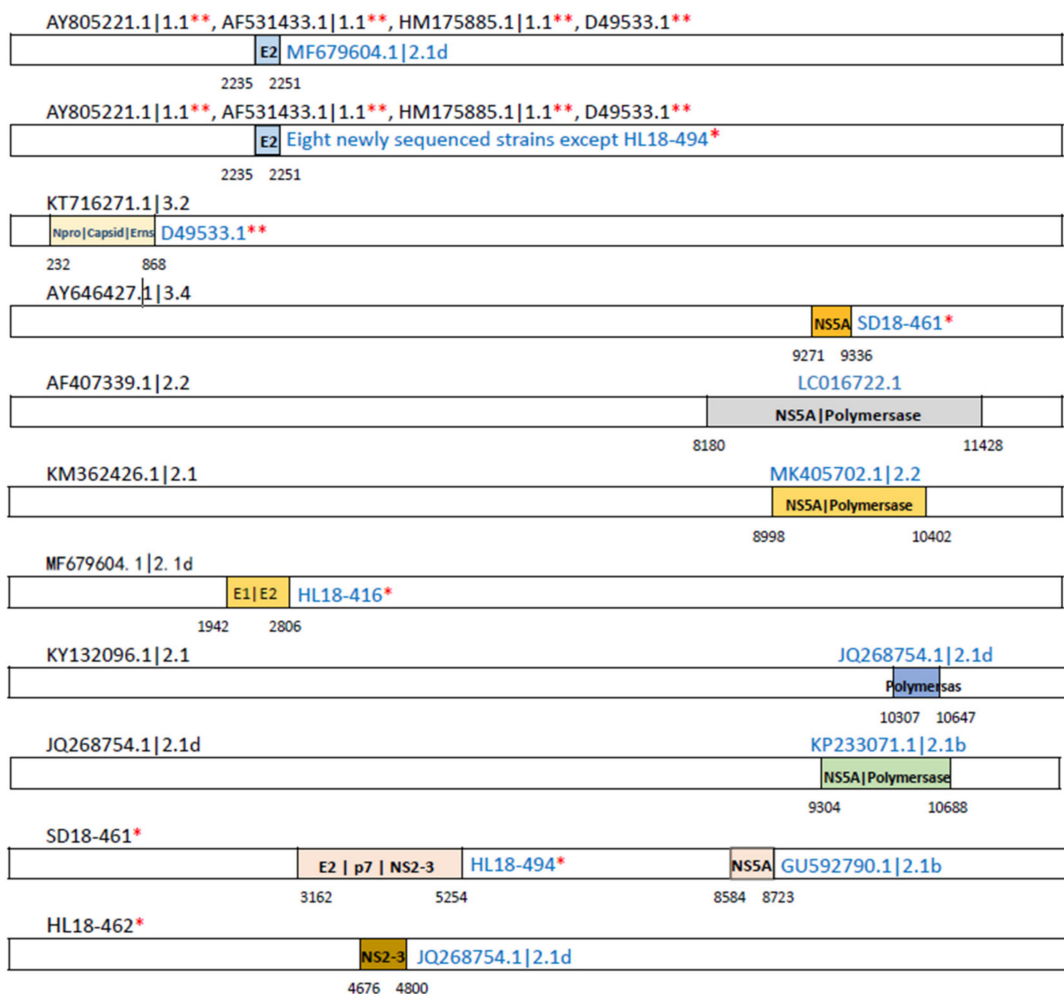 AY805221.1|1.1**, AF531433.1|1.1**, HM175885.1|1.1**, D49533.1**
E2 MF679604.1|2.1d
2235 2251
AY805221.1|1.1**, AF531433.1|1.1**, HM175885.1|1.1**, D49533.1**
E2 Eight newly sequenced strains except HL18-494*
2235 2251
KT716271.1|3.2
Npro|Capsid|Erns D49533.1**
232 868
AY646427.1|3.4
NS5A SD18-461*
9271 9336
AF407339.1|2.2 LC016722.1
NS5A|Polymersase
8180 11428
KM362426.1|2.1 MK405702.1|2.2
NS5A|Polymersase
8998 10402
MF679604.1|2.1d
E1|E2 HL18-416*
1942 2806
KY132096.1|2.1 JQ268754.1|2.1d
Polymersas
10307 10647
JQ268754.1|2.1d KP233071.1|2.1b
NS5A|Polymersase
9304 10688
SD18-461*
E2 | p7 | NS2-3 HL18-494* NS5A GU592790.1|2.1b
3162 5254 8584 8723
HL18-462*
NS2-3 JQ268754.1|2.1d
4676 4800